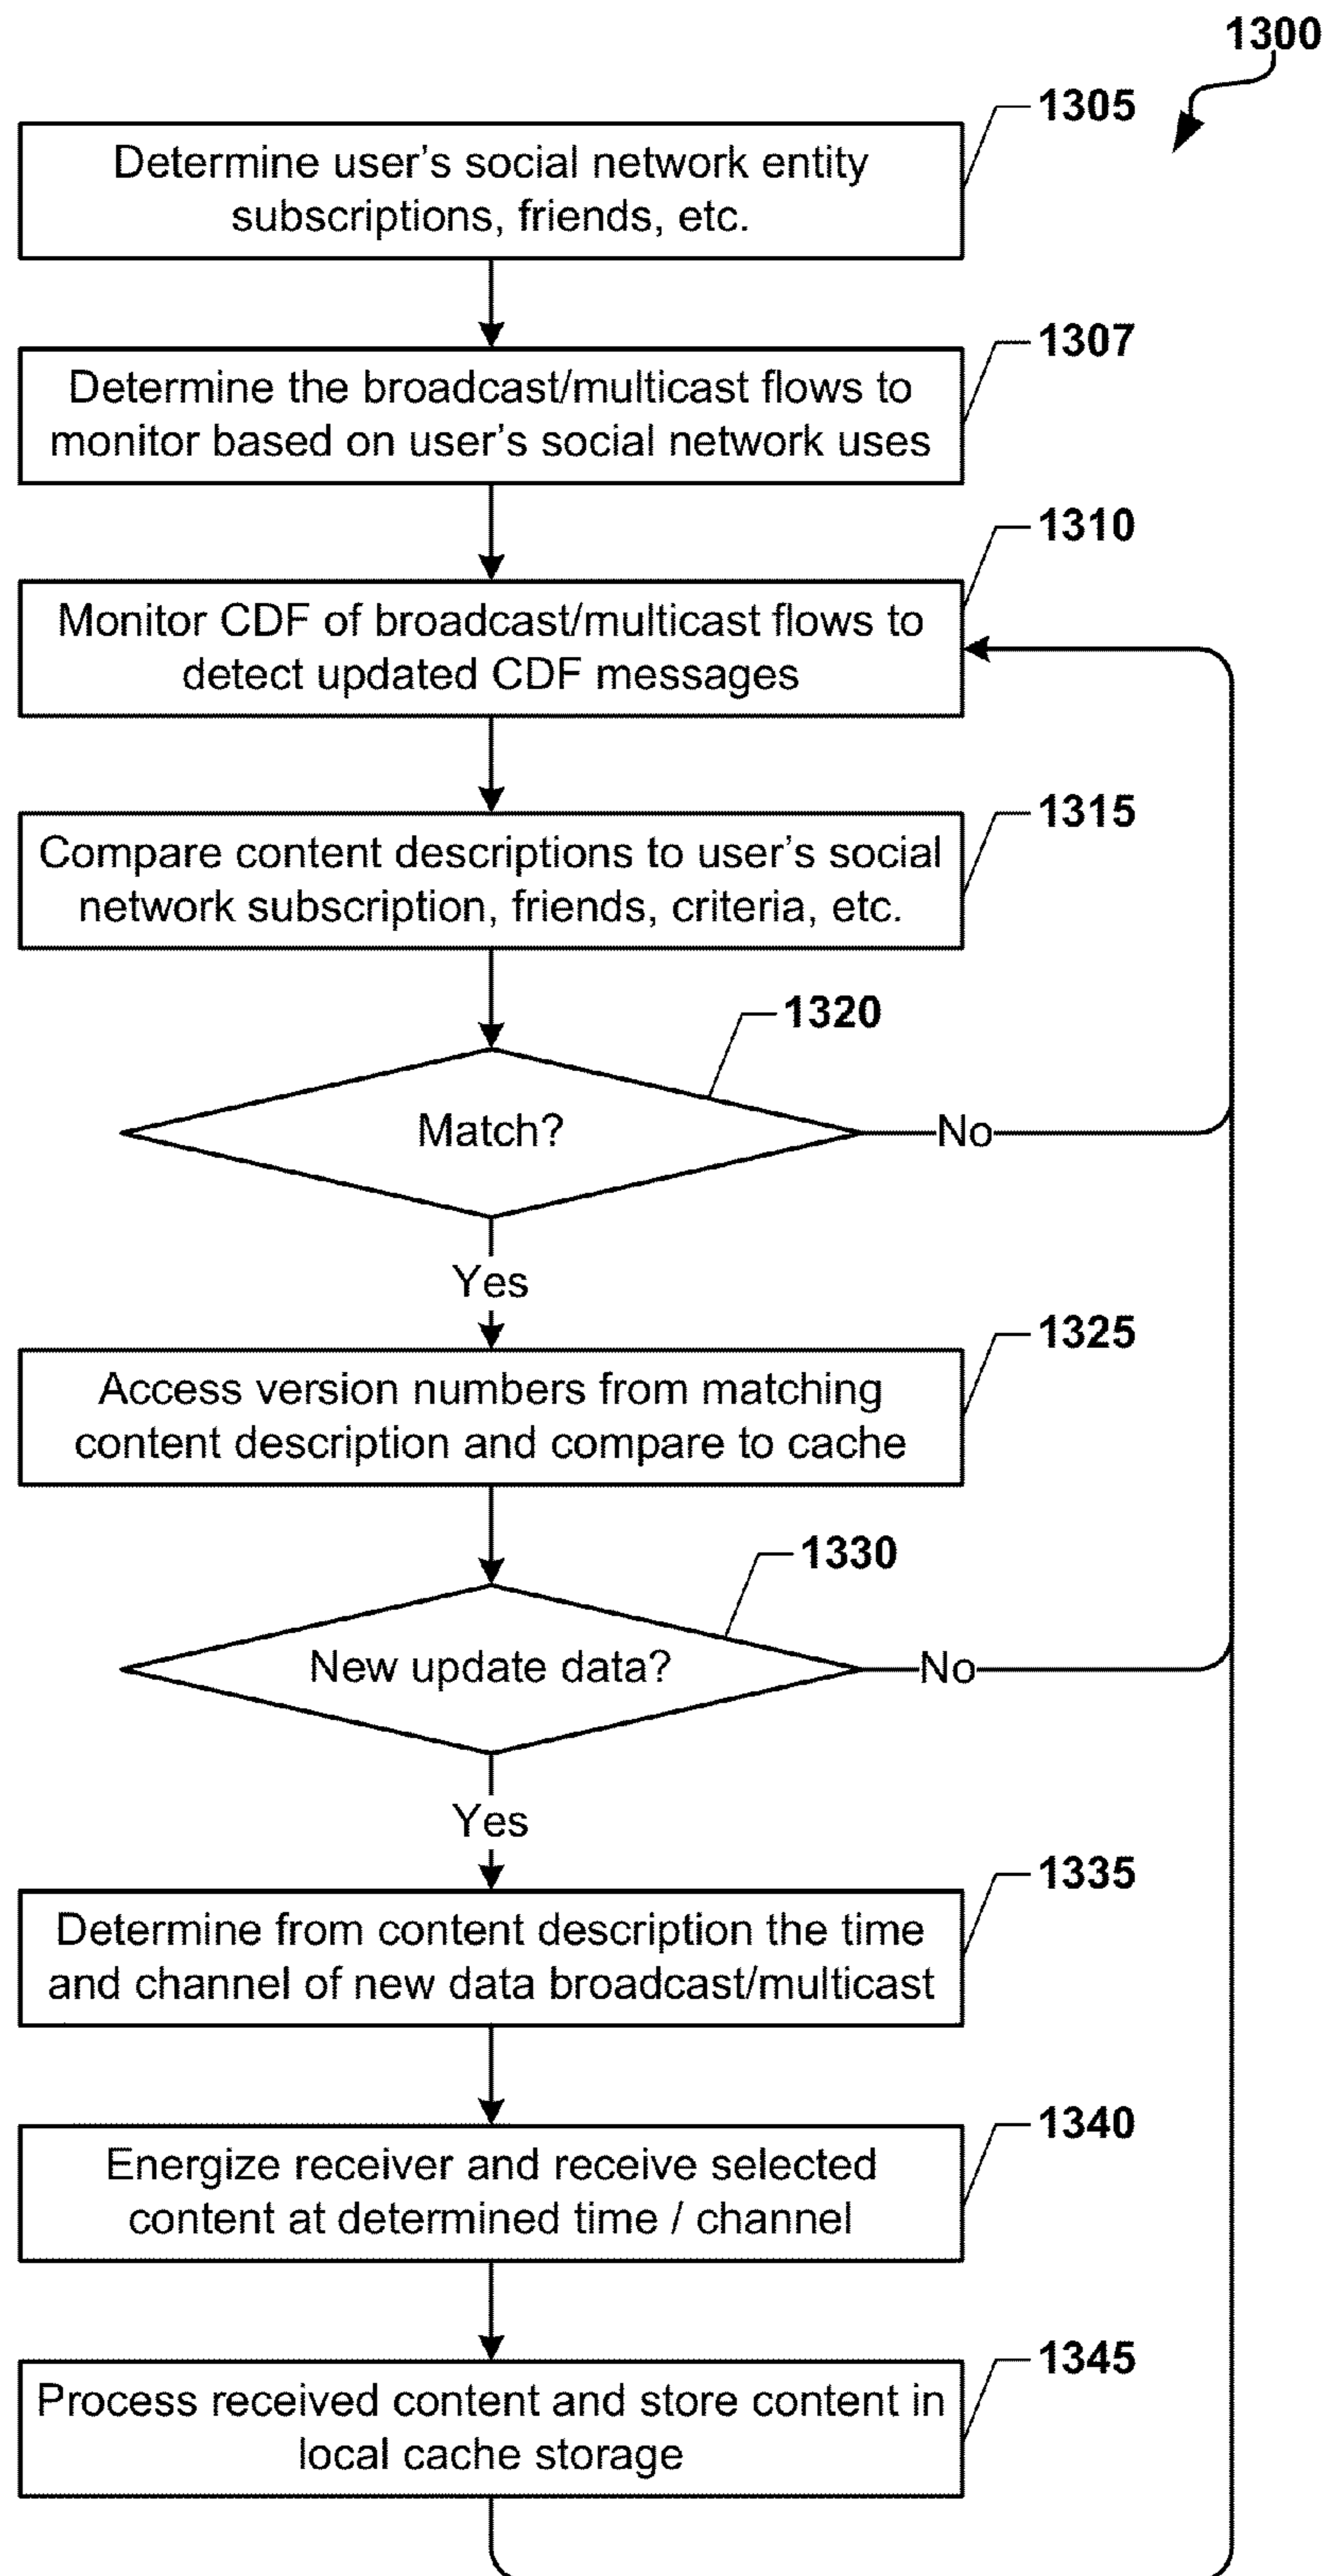 1300
1305
Determine user's social network entity
subscriptions, friends, etc.
1307
Determine the broadcast/multicast flows to
monitor based on user's social network uses
1310
Monitor CDF of broadcast/multicast flows to
detect updated CDF messages
1315
Compare content descriptions to user's social
network subscription, friends, criteria, etc.
1320
Match?
No
Yes
1325
Access version numbers from matching
content description and compare to cache
1330
New update data?
No
Yes
1335
Determine from content description the time
and channel of new data broadcast/multicast
1340
Energize receiver and receive selected
content at determined time / channel
1345
Process received content and store content in
local cache storage